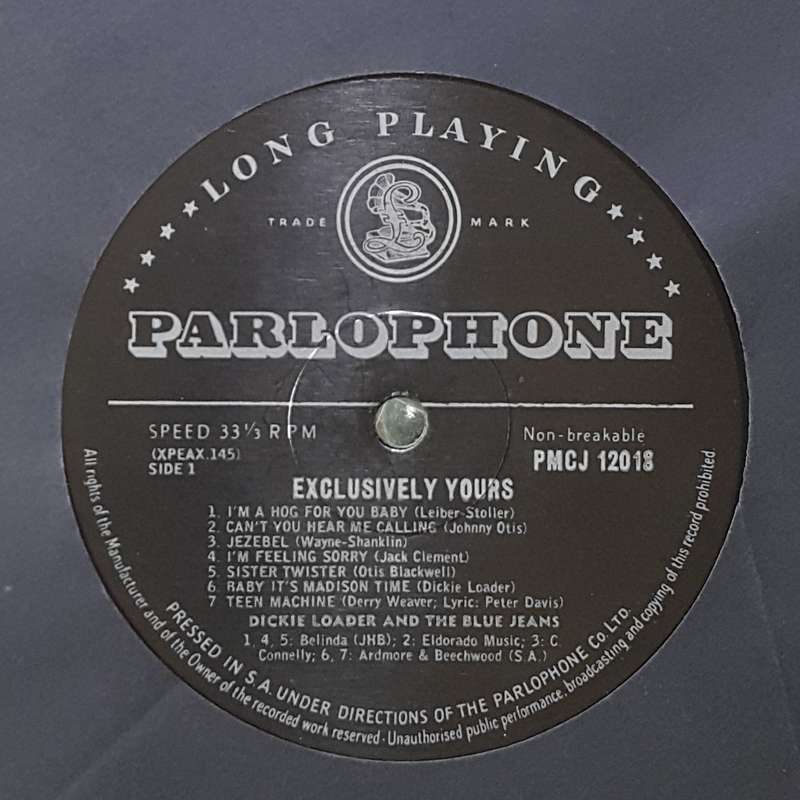 ★★★★LONG PLAYING★★★★
TRADE MARK
£
PARLOPHONE
SPEED 33 1/3 RPM
Non-breakable
(XPEAX.145)
PMCJ 12018
SIDE 1
EXCLUSIVELY YOURS
1. I'M A HOG FOR YOU BABY (Leiber-Stoller)
2. CAN'T YOU HEAR ME CALLING (Johnny Otis)
3. JEZEBEL (Wayne-Shanklin)
4. I'M FEELING SORRY (Jack Clement)
5. SISTER TWISTER (Otis Blackwell)
6. BABY IT'S MADISON TIME (Dickie Loader)
7 TEEN MACHINE (Derry Weaver; Lyric: Peter Davis)
DICKIE LOADER AND THE BLUE JEANS
1, 4, 5: Belinda (JHB); 2: Eldorado Music; 3: C.
Connelly; 6, 7: Ardmore & Beechwood (S.A.)
PRESSED IN S.A. UNDER DIRECTIONS OF THE PARLOPHONE CO. LTD.
All rights of the Manufacturer and of the Owner of the recorded work reserved · Unauthorised public performance, broadcasting and copying of this record prohibited